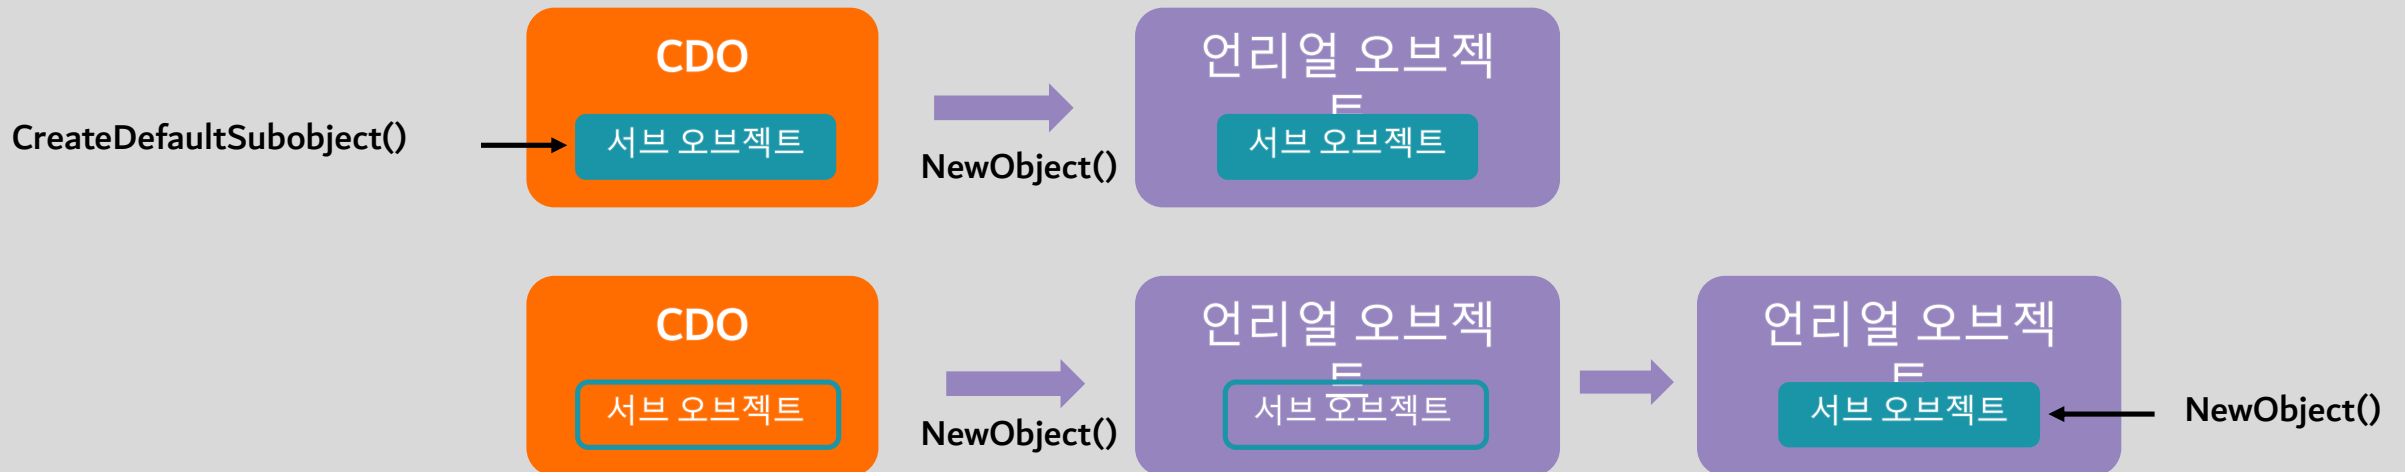 CDO
언리얼 오브젝
트
CreateDefaultSubobject()
서브 오브젝트
NewObject()
서브 오브젝트
CDO
언리얼 오브젝
트
언리얼 오브젝
트
서브 오브젝트
NewObject()
서브 오브젝트
서브 오브젝트
NewObject()